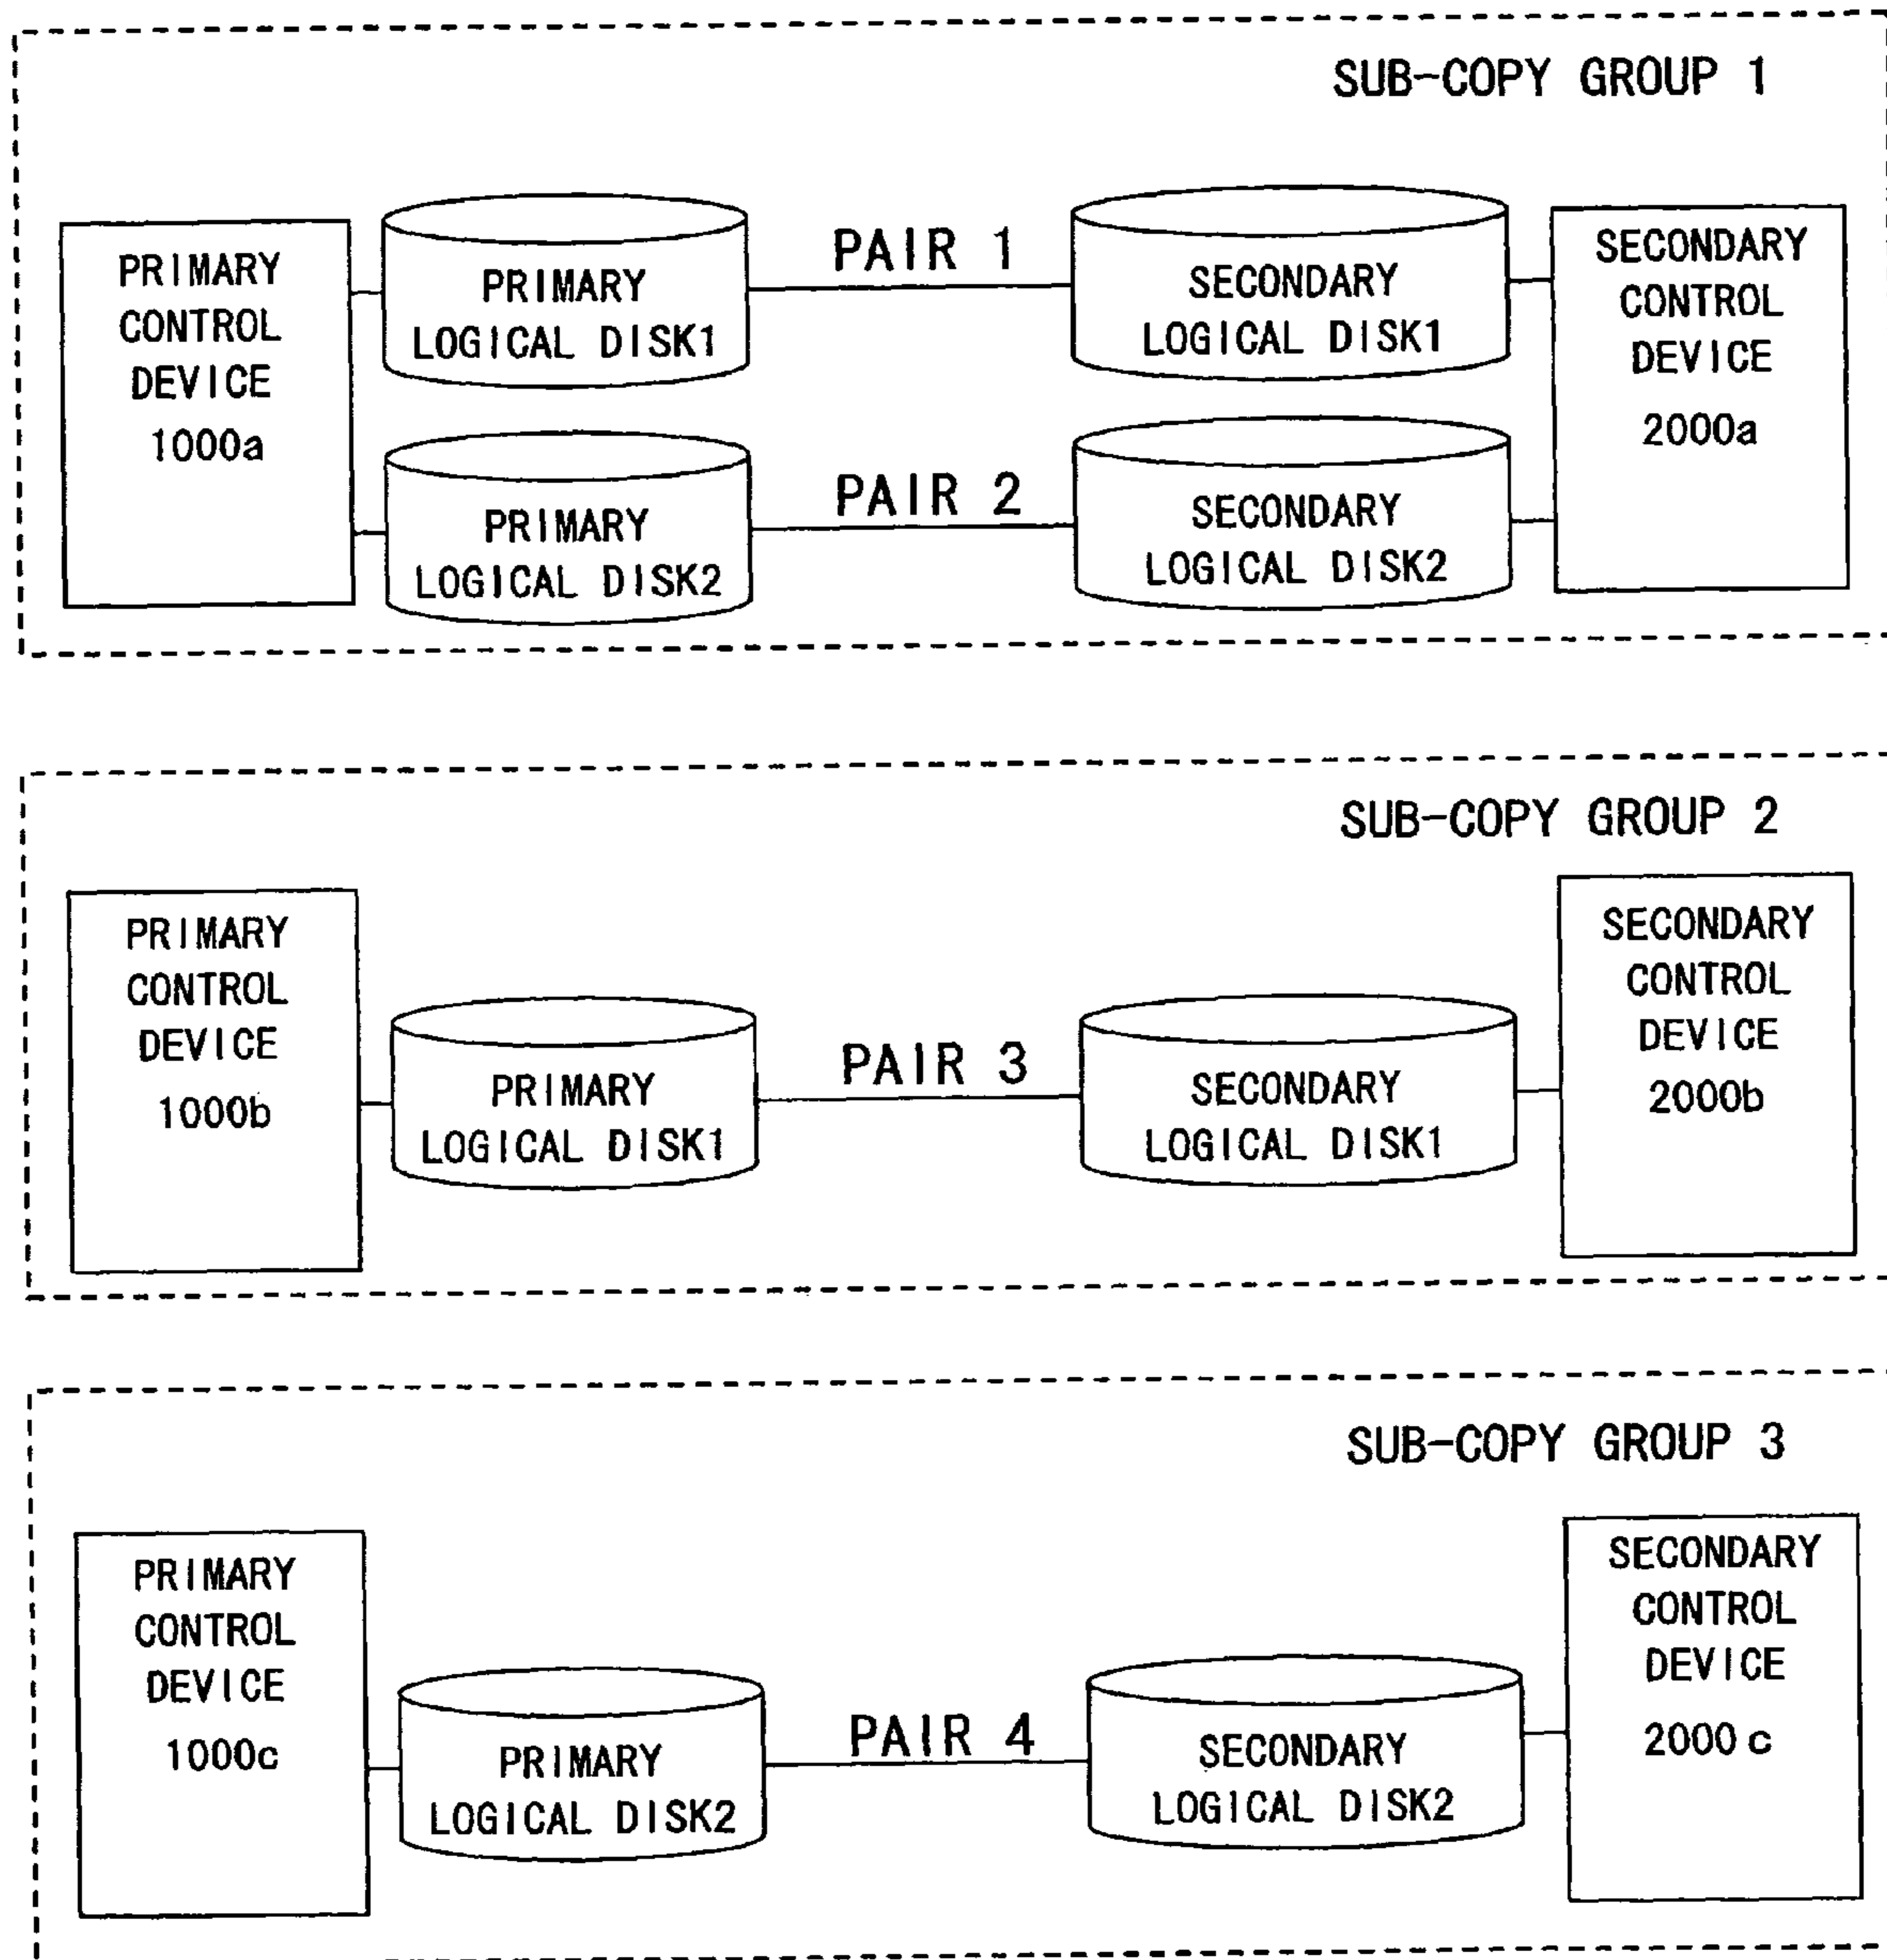 SUB-COPY GROUP 1
PRIMARY
CONTROL
DEVICE
1000a
PRIMARY
LOGICAL DISK1
PAIR 1
SECONDARY
LOGICAL DISK1
SECONDARY
CONTROL
DEVICE
2000a
PRIMARY
LOGICAL DISK2
PAIR 2
SECONDARY
LOGICAL DISK2
SUB-COPY GROUP 2
PRIMARY
CONTROL
DEVICE
1000b
PRIMARY
LOGICAL DISK1
PAIR 3
SECONDARY
LOGICAL DISK1
SECONDARY
CONTROL
DEVICE
2000b
SUB-COPY GROUP 3
PRIMARY
CONTROL
DEVICE
1000c
PRIMARY
LOGICAL DISK2
PAIR 4
SECONDARY
LOGICAL DISK2
SECONDARY
CONTROL
DEVICE
2000c